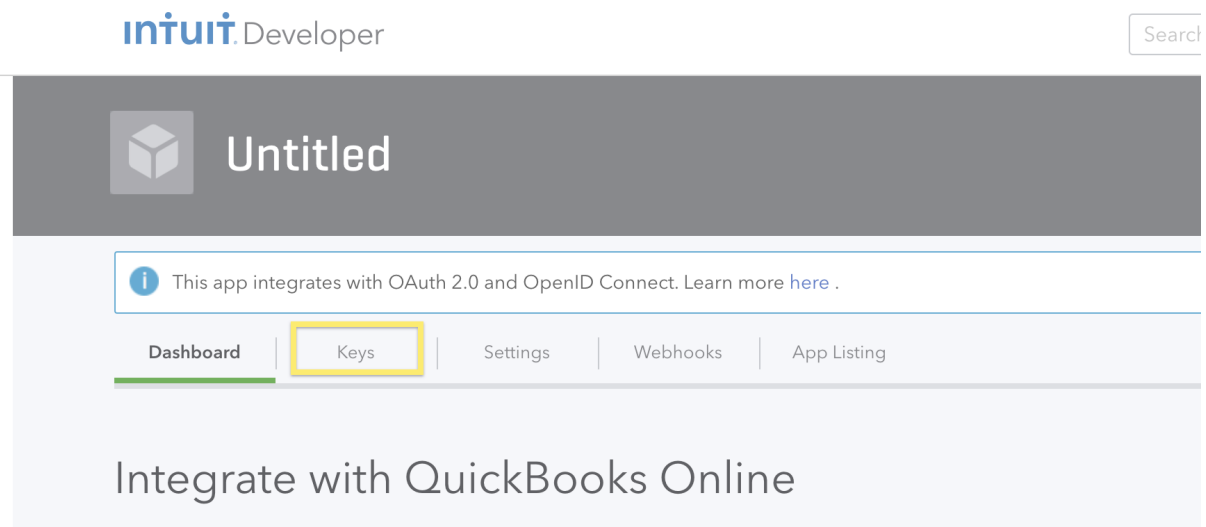 intuit. Developer
Search
Untitled
i This app integrates with OAuth 2.0 and OpenID Connect. Learn more here .
Dashboard Keys Settings Webhooks App Listing
Integrate with QuickBooks Online